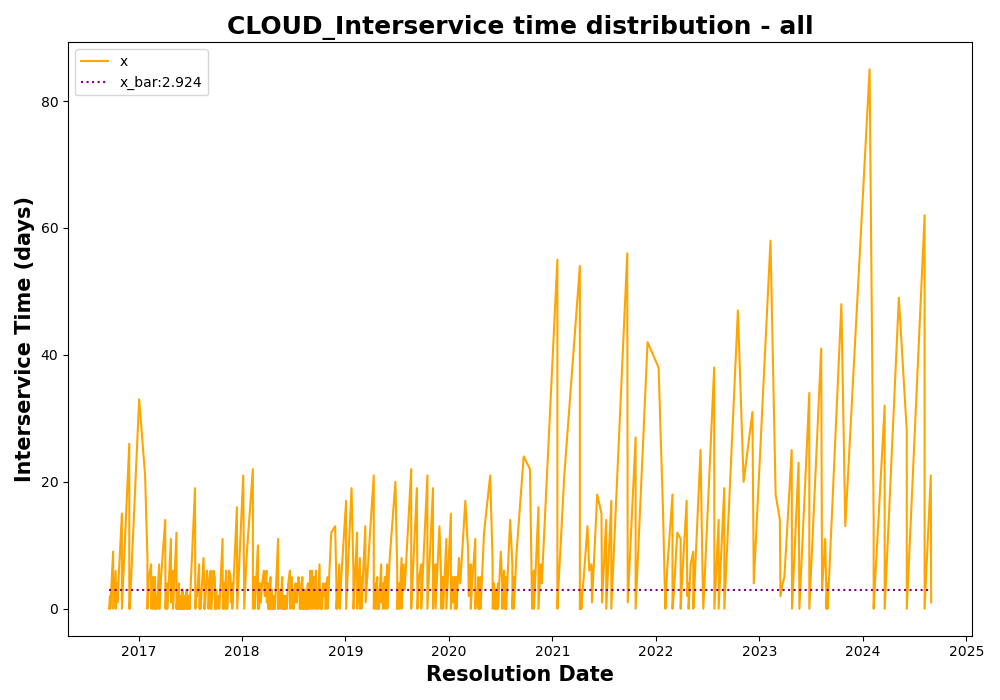 CLOUD_Interservice time distribution - all
x
x_bar:2.924
Interservice Time (days)
80
60
40
20
0
2017 2018 2019 2020 2021 2022 2023 2024 2025
Resolution Date